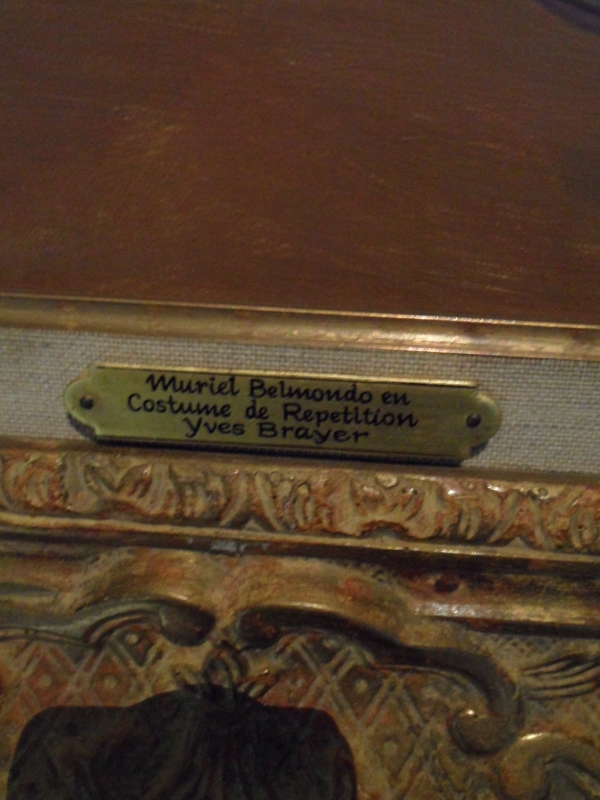 Muriel Belmondo en
Costume de Repetition
Yves Brayer